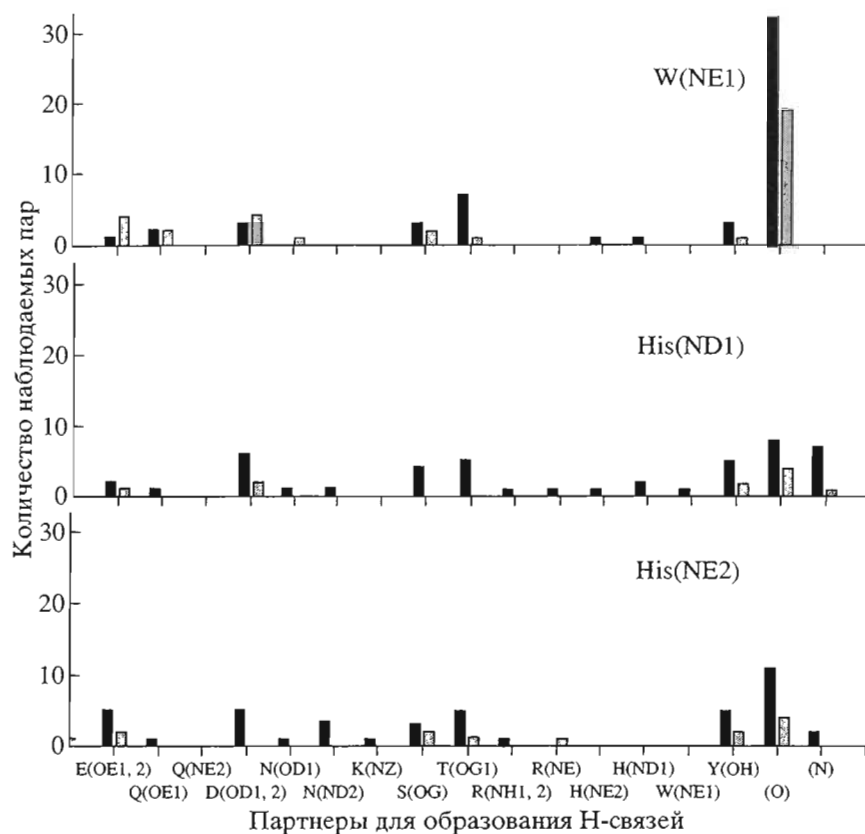 30
20
10
0
W(NE1)
30
20
10
0
His(ND1)
30
20
10
0
His(NE2)
Количество наблюдаемых пар
E(OE1, 2) Q(NE2) N(OD1) K(NZ) T(OG1) R(NE) H(ND1) Y(OH) (N)
Q(OE1) D(OD1, 2) N(ND2) S(OG) R(NH1, 2) H(NE2) W(NE1) (O)
Партнеры для образования Н-связей